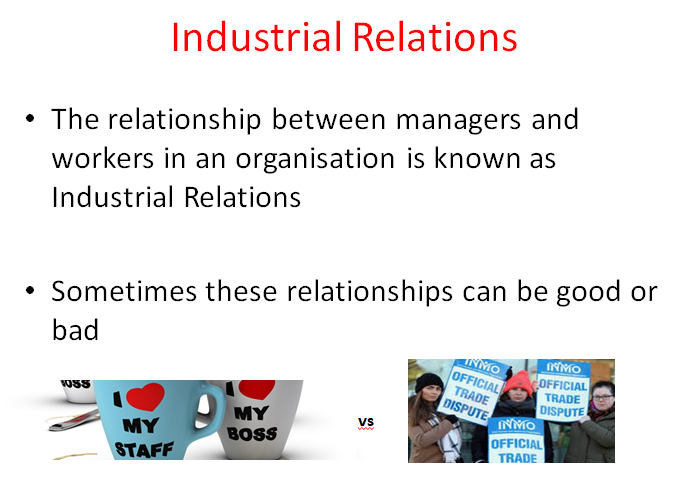 Industrial Relations
• The relationship between managers and
workers in an organisation is known as
Industrial Relations
• Sometimes these relationships can be good or
bad
BOSS
I ❤
MY
STAFF
I ❤
MY
BOSS
vs
INMO
OFFICIAL
TRADE
DISPUTE
INMO
OFFICIAL
TRADE
DISPUTE
INMO
OFFICIAL
TRADE